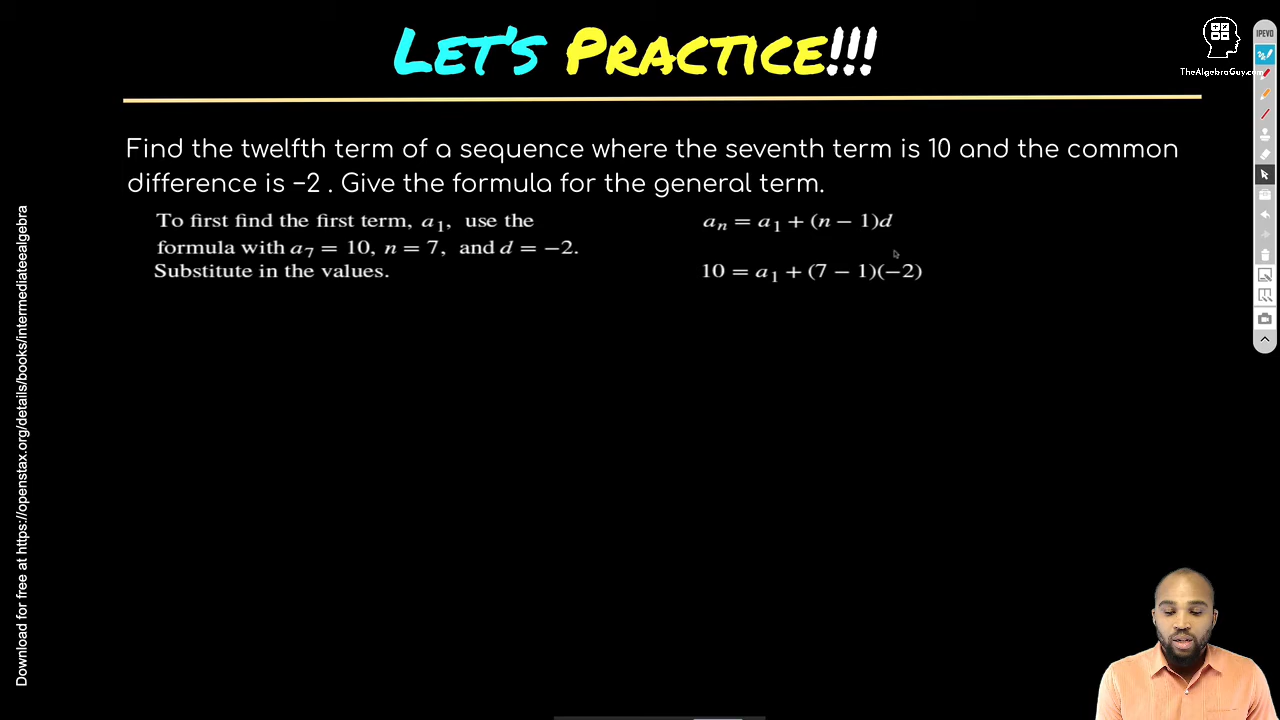 LET'S PRACTICE!!!
TheAlgebraGuy.com
IPEVO
Find the twelfth term of a sequence where the seventh term is 10 and the common
difference is −2 . Give the formula for the general term.
To first find the first term, a₁, use the
formula with a₇ = 10, n = 7, and d = −2.
Substitute in the values.
aₙ = a₁ + (n − 1)d
10 = a₁ + (7 − 1)(−2)
Download for free at https://openstax.org/details/books/intermediateealgebra